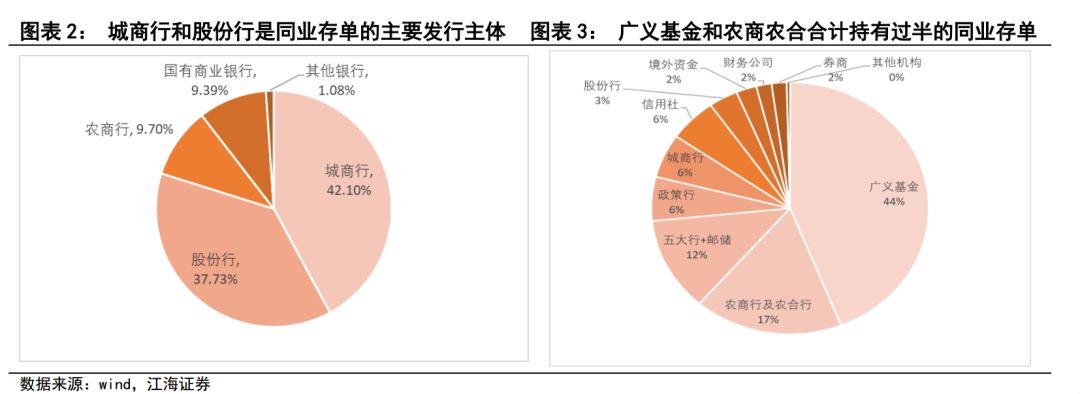 图表 2： 城商行和股份行是同业存单的主要发行主体
国有商业银行,
9.39%
其他银行,
1.08%
农商行, 9.70%
城商行,
42.10%
股份行,
37.73%
图表 3： 广义基金和农商农合合计持有过半的同业存单
境外资金
2%
财务公司
2%
券商
2%
其他机构
0%
股份行
3%
信用社
6%
城商行
6%
政策行
6%
五大行+邮储
12%
农商行及农合行
17%
广义基金
44%
数据来源：wind，江海证券